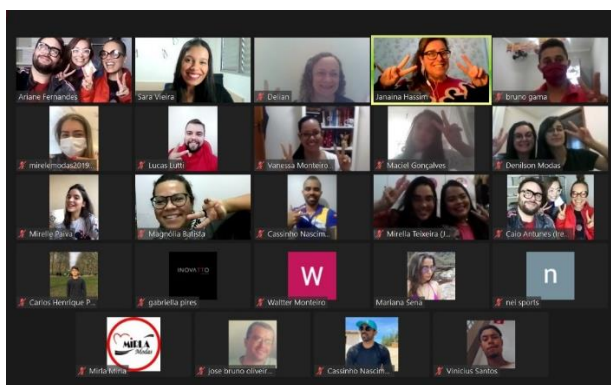 Ariane Fernandes
Sara Vieira
Delian
Janaina Hassim
bruno gama
mirelemodas2019...
Lucas Lutti
Vanessa Monteiro
Maciel Gonçalves
Denilson Modas
Mirelle Paiva
Magnólia Batista
Cassinho Nascim...
Mirella Teixeira (J...
Caio Antunes (Ire...
Carlos Henrique P...
INOVATTO
gabriella pires
W
Waltter Monteiro
Mariana Sena
n
nei sports
MIRLA
Modas
Mirla Mirla
jose bruno oliveir...
Cassinho Nascim...
Vinicius Santos